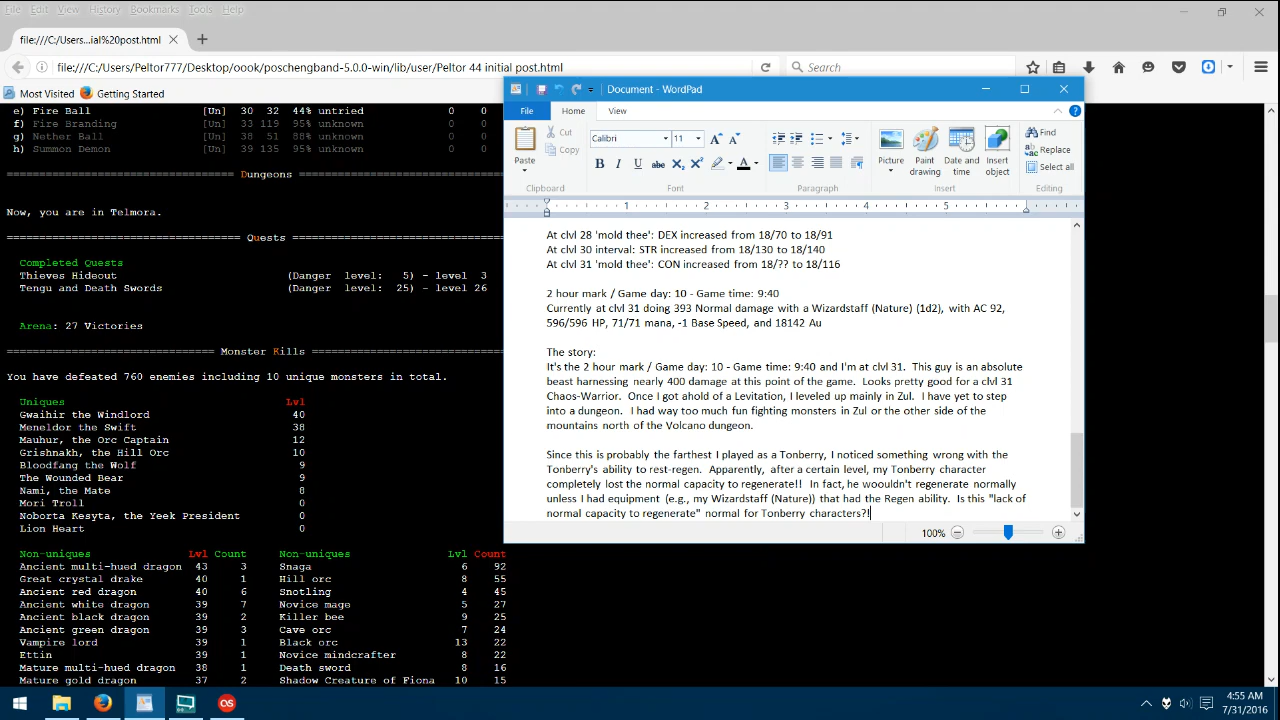 File Edit View History Bookmarks Tools Help
file:///C:/Users...ial%20post.html
file:///C:/Users/Peltor777/Desktop/oook/poschengband-5.0.0-win/lib/user/Peltor 44 initial post.html
Search
Most Visited Getting Started
e) Fire Ball [Un] 30 32 44% untried 0 0
f) Fire Branding [Un] 33 119 95% unknown 0 0
g) Nether Ball [Un] 38 51 88% unknown 0 0
h) Summon Demon [Un] 39 135 95% unknown 0 0
==================================== Dungeons ====================================
Now, you are in Telmora.
===================================== Quests =====================================
Completed Quests
Thieves Hideout (Danger level: 5) - level 3
Tengu and Death Swords (Danger level: 25) - level 26
Arena: 27 Victories
================================= Monster Kills ==================================
You have defeated 760 enemies including 10 unique monsters in total.
Uniques Lvl
Gwaihir the Windlord 40
Meneldor the Swift 38
Mauhur, the Orc Captain 12
Grishnakh, the Hill Orc 10
Bloodfang the Wolf 9
The Wounded Bear 9
Nami, the Mate 8
Mori Troll 0
Noborta Kesyta, the Yeek President 0
Lion Heart 0
Non-uniques Lvl Count Non-uniques Lvl Count
Ancient multi-hued dragon 43 3 Snaga 6 92
Great crystal drake 40 1 Hill orc 8 55
Ancient red dragon 40 6 Snotling 4 45
Ancient white dragon 39 7 Novice mage 5 27
Ancient black dragon 39 2 Killer bee 9 25
Ancient green dragon 39 3 Cave orc 7 24
Vampire lord 39 1 Black orc 13 22
Ettin 39 1 Novice mindcrafter 8 22
Mature multi-hued dragon 38 1 Death sword 8 16
Mature gold dragon 37 2 Shadow Creature of Fiona 10 15
Document - WordPad
File Home View
Paste Cut Copy Clipboard
Calibri 11
B I U abc X₂ X² A Font
Paragraph
Picture Paint drawing Date and time Insert object Insert
Find Replace Select all Editing
1 2 3 4 5
At clvl 28 'mold thee': DEX increased from 18/70 to 18/91
At clvl 30 interval: STR increased from 18/130 to 18/140
At clvl 31 'mold thee': CON increased from 18/?? to 18/116
2 hour mark / Game day: 10 - Game time: 9:40
Currently at clvl 31 doing 393 Normal damage with a Wizardstaff (Nature) (1d2), with AC 92,
596/596 HP, 71/71 mana, -1 Base Speed, and 18142 Au
The story:
It's the 2 hour mark / Game day: 10 - Game time: 9:40 and I'm at clvl 31. This guy is an absolute
beast harnessing nearly 400 damage at this point of the game. Looks pretty good for a clvl 31
Chaos-Warrior. Once I got ahold of a Levitation, I leveled up mainly in Zul. I have yet to step
into a dungeon. I had way too much fun fighting monsters in Zul or the other side of the
mountains north of the Volcano dungeon.
Since this is probably the farthest I played as a Tonberry, I noticed something wrong with the
Tonberry's ability to rest-regen. Apparently, after a certain level, my Tonberry character
completely lost the normal capacity to regenerate!! In fact, he woouldn't regenerate normally
unless I had equipment (e.g., my Wizardstaff (Nature)) that had the Regen ability. Is this "lack of
normal capacity to regenerate" normal for Tonberry characters?!
100%
4:55 AM
7/31/2016